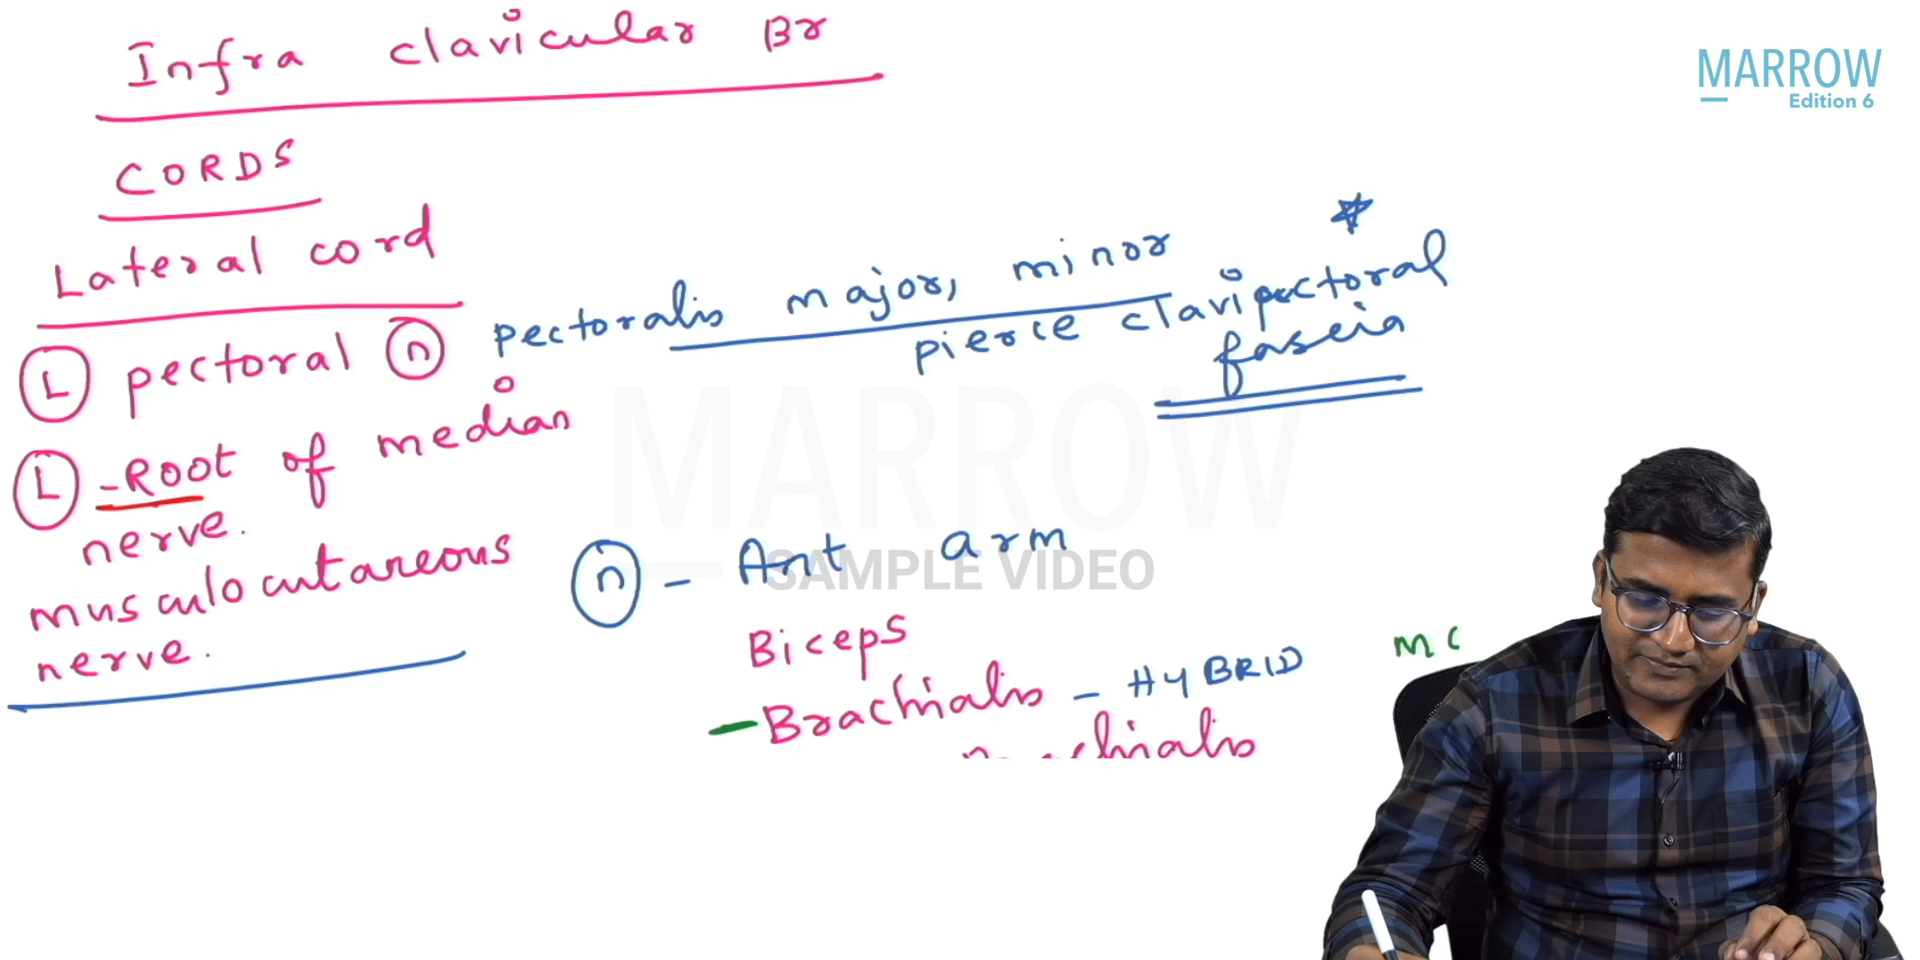 Infra clavicular Br
MARROW
Edition 6
CORDS
Lateral cord
L pectoral n pectoralis major, minor
pierce clavipectoral
fascia
L - Root of median
nerve.
MARROW
SAMPLE VIDEO
musculocutaneous
nerve.
n - Ant arm
Biceps
Brachialis - HYBRID
MC